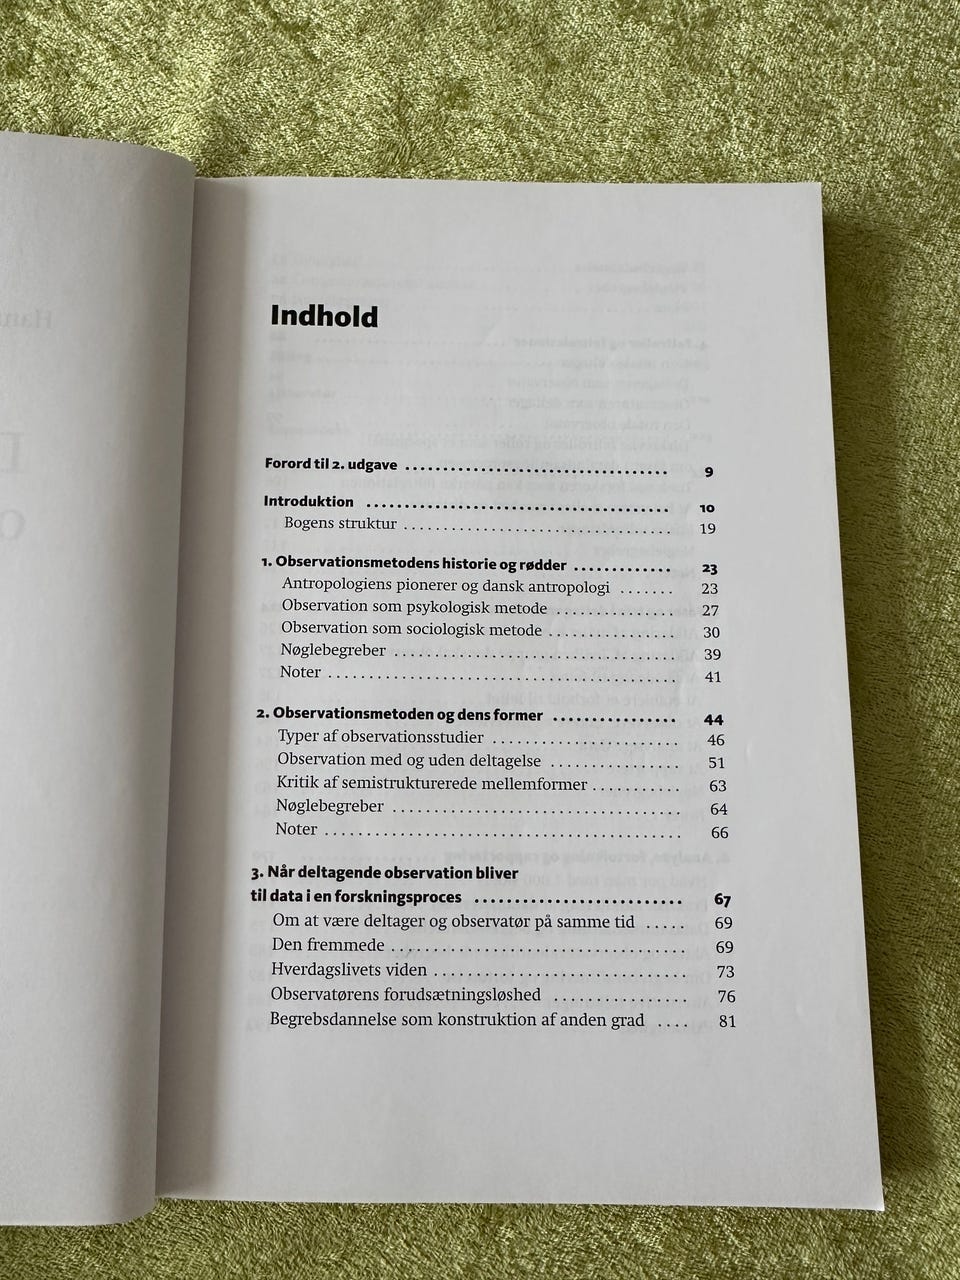 Indhold
Forord til 2. udgave ................................. 9
Introduktion ....................................... 10
Bogens struktur ................................. 19
1. Observationsmetodens historie og rødder ............. 23
Antropologiens pionerer og dansk antropologi ....... 23
Observation som psykologisk metode ............... 27
Observation som sociologisk metode ................ 30
Nøglebegreber .................................. 39
Noter .......................................... 41
2. Observationsmetoden og dens former ................ 44
Typer af observationsstudier ....................... 46
Observation med og uden deltagelse ................ 51
Kritik af semistrukturerede mellemformer ........... 63
Nøglebegreber .................................. 64
Noter .......................................... 66
3. Når deltagende observation bliver
til data i en forskningsproces .......................... 67
Om at være deltager og observatør på samme tid ..... 69
Den fremmede ................................... 69
Hverdagslivets viden .............................. 73
Observatørens forudsætningsløshed ................ 76
Begrebsdannelse som konstruktion af anden grad .... 81